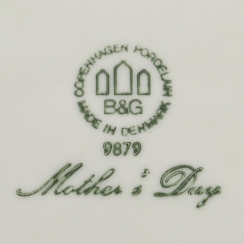 COPENHAGEN PORCELAIN
B&G
MADE IN DENMARK
9879
Mother's Day